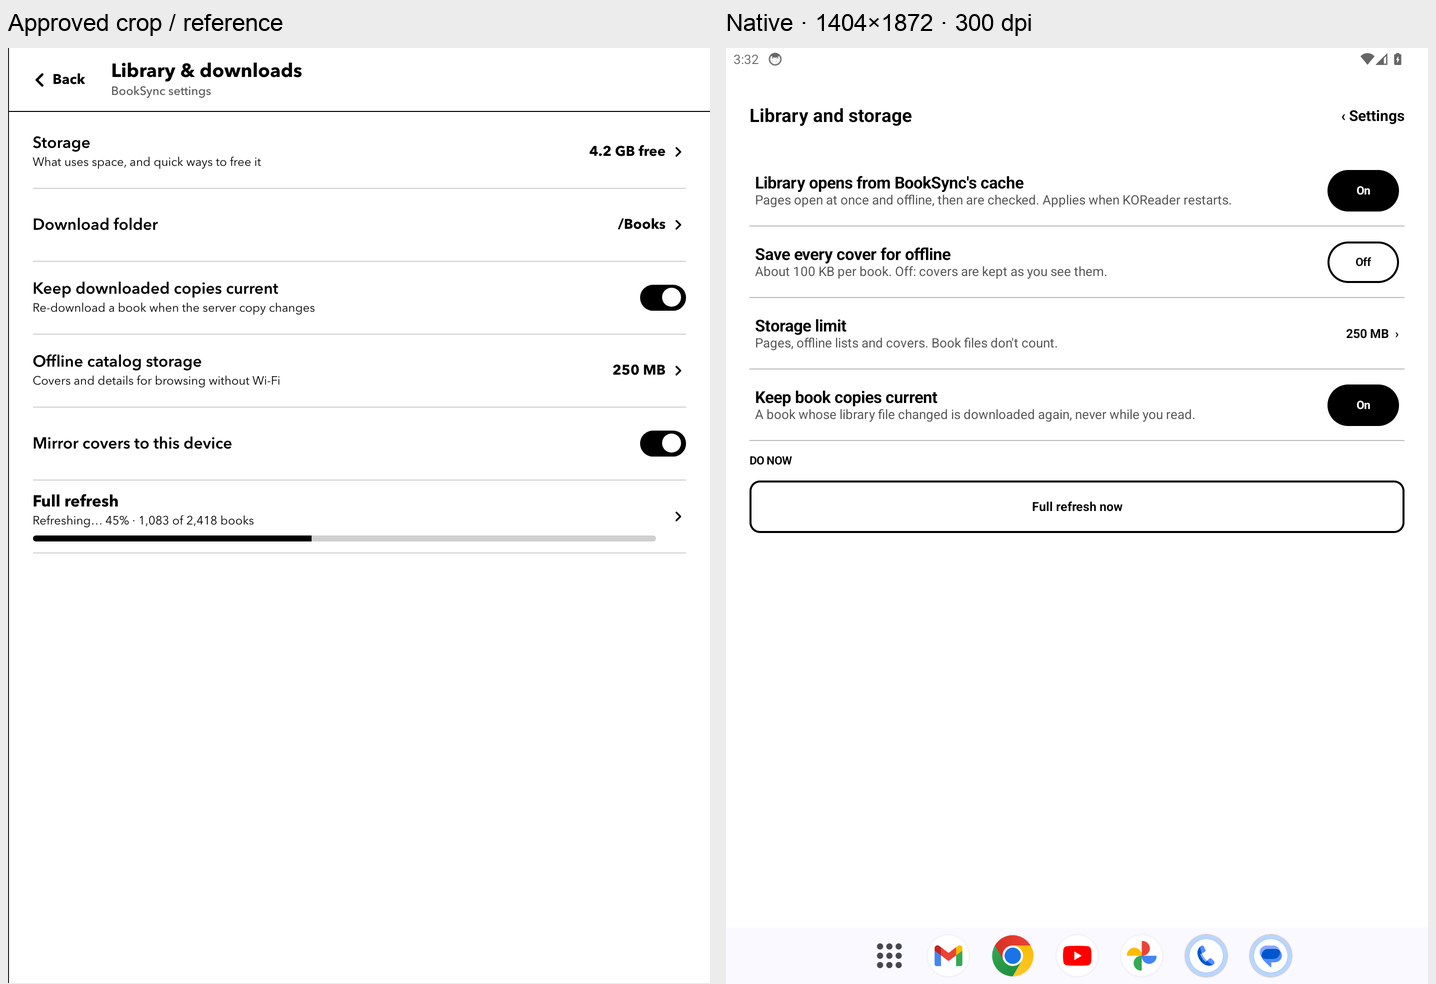 Approved crop / reference
Back
Library & downloads
BookSync settings
Storage
What uses space, and quick ways to free it
4.2 GB free
Download folder
/Books
Keep downloaded copies current
Re-download a book when the server copy changes
Offline catalog storage
Covers and details for browsing without Wi-Fi
250 MB
Mirror covers to this device
Full refresh
Refreshing… 45% · 1,083 of 2,418 books
Native · 1404×1872 · 300 dpi
3:32
Library and storage
‹ Settings
Library opens from BookSync's cache
Pages open at once and offline, then are checked. Applies when KOReader restarts.
On
Save every cover for offline
About 100 KB per book. Off: covers are kept as you see them.
Off
Storage limit
Pages, offline lists and covers. Book files don't count.
250 MB ›
Keep book copies current
A book whose library file changed is downloaded again, never while you read.
On
DO NOW
Full refresh now